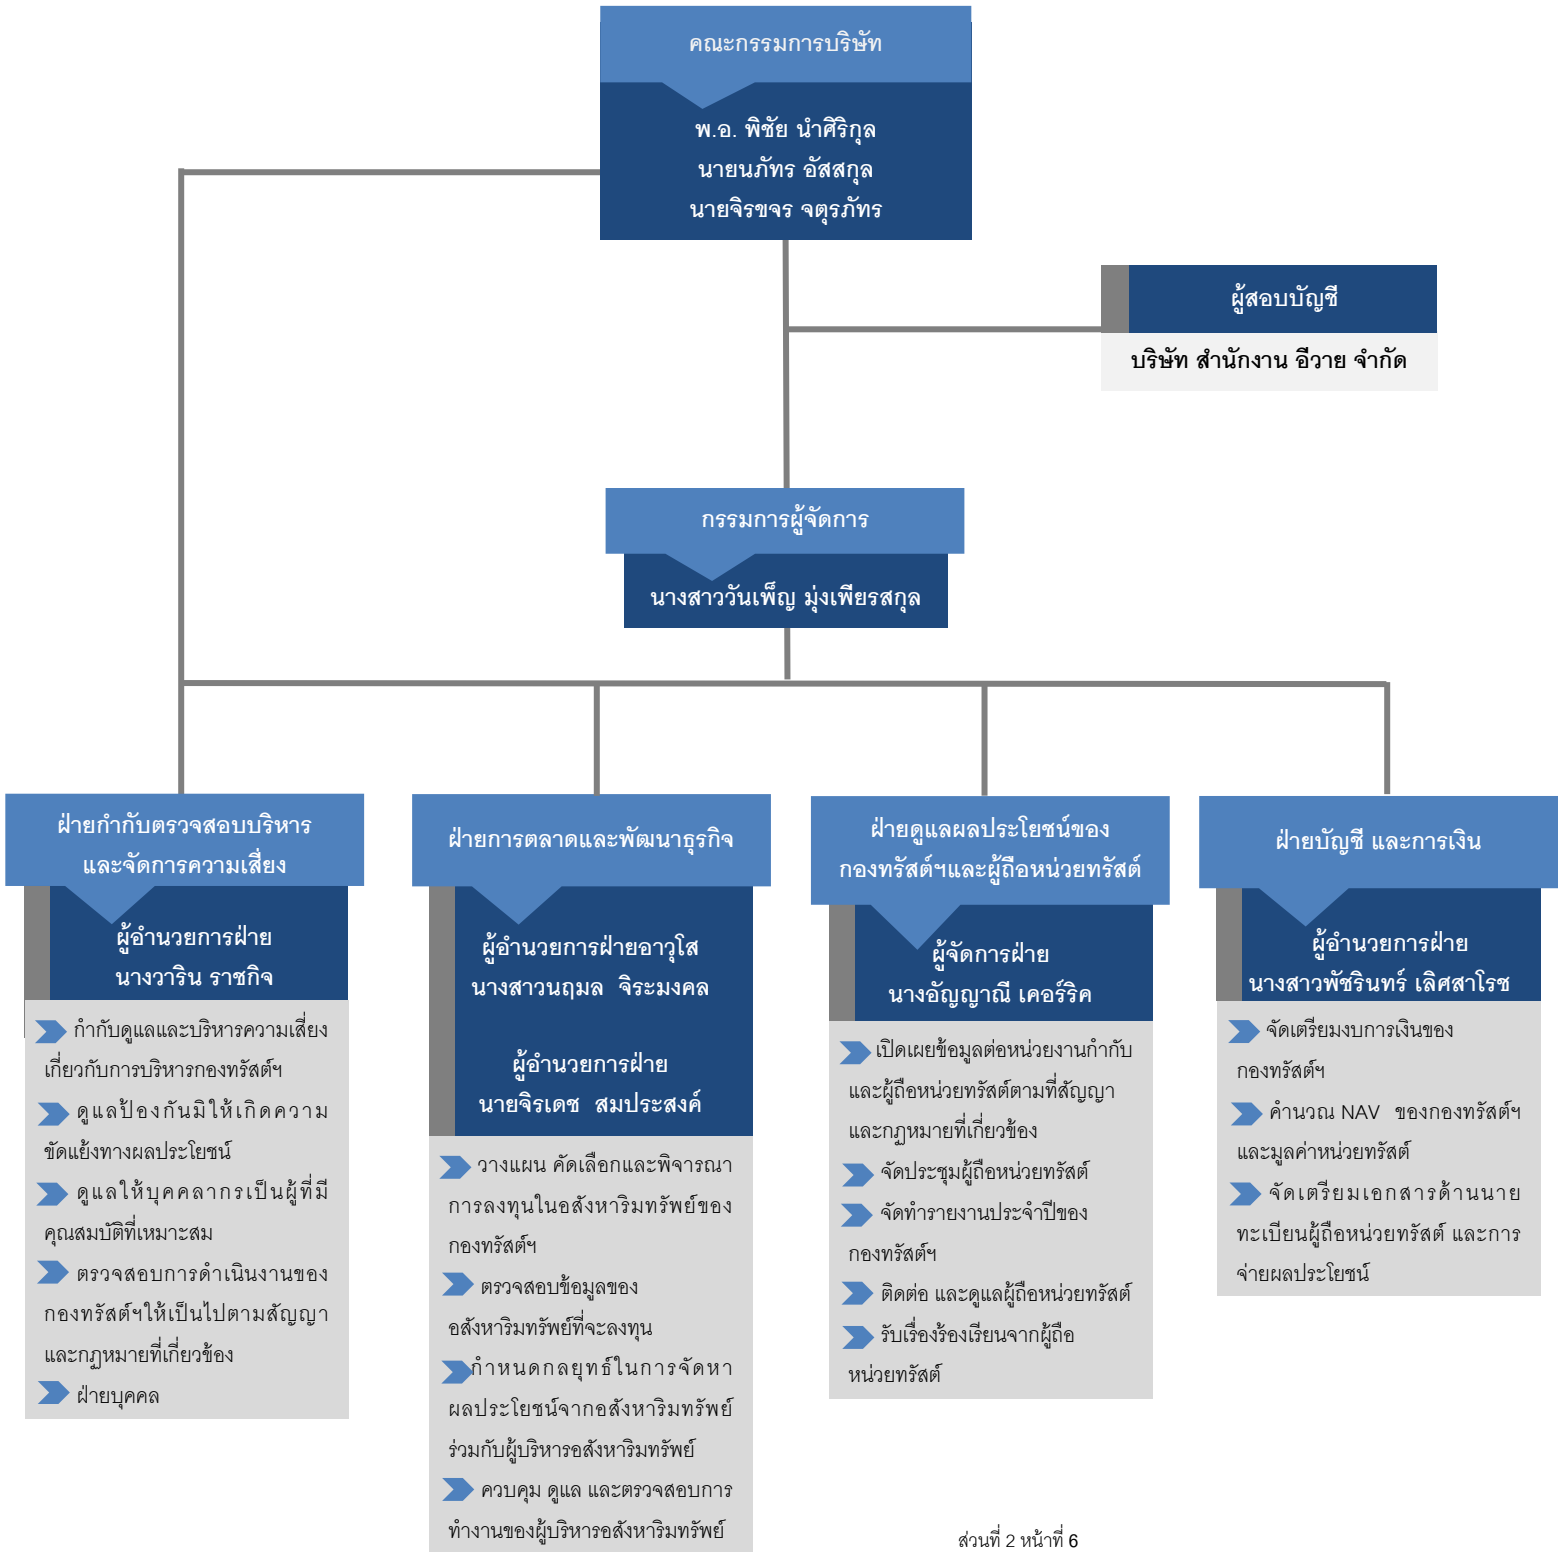 คณะกรรมการบริษัท
พ.อ. พิชัย นำศิริกุล
นายนภัทร อัสสกุล
นายจิรขจร จตุรภัทร
ผู้สอบบัญชี
บริษัท สำนักงาน อีวาย จำกัด
กรรมการผู้จัดการ
นางสาววันเพ็ญ มุ่งเพียรสกุล
ฝ่ายกำกับตรวจสอบบริหาร
และจัดการความเสี่ยง
ผู้อำนวยการฝ่าย
นางวาริน ราชกิจ
กำกับดูแลและบริหารความเสี่ยง
เกี่ยวกับการบริหารกองทรัสต์ฯ
ดูแลป้องกันมิให้เกิดความ
ขัดแย้งทางผลประโยชน์
ดูแลให้บุคคลากรเป็นผู้ที่มี
คุณสมบัติที่เหมาะสม
ตรวจสอบการดำเนินงานของ
กองทรัสต์ฯให้เป็นไปตามสัญญา
และกฎหมายที่เกี่ยวข้อง
ฝ่ายบุคคล
ฝ่ายการตลาดและพัฒนาธุรกิจ
ผู้อำนวยการฝ่ายอาวุโส
นางสาวนฤมล จิระมงคล
ผู้อำนวยการฝ่าย
นายจิรเดช สมประสงค์
วางแผน คัดเลือกและพิจารณา
การลงทุนในอสังหาริมทรัพย์ของ
กองทรัสต์ฯ
ตรวจสอบข้อมูลของ
อสังหาริมทรัพย์ที่จะลงทุน
กำหนดกลยุทธ์ในการจัดหา
ผลประโยชน์จากอสังหาริมทรัพย์
ร่วมกับผู้บริหารอสังหาริมทรัพย์
ควบคุม ดูแล และตรวจสอบการ
ทำงานของผู้บริหารอสังหาริมทรัพย์
ฝ่ายดูแลผลประโยชน์ของ
กองทรัสต์ฯและผู้ถือหน่วยทรัสต์
ผู้จัดการฝ่าย
นางอัญญาณี เคอร์ริค
เปิดเผยข้อมูลต่อหน่วยงานกำกับ
และผู้ถือหน่วยทรัสต์ตามที่สัญญา
และกฎหมายที่เกี่ยวข้อง
จัดประชุมผู้ถือหน่วยทรัสต์
จัดทำรายงานประจำปีของ
กองทรัสต์ฯ
ติดต่อ และดูแลผู้ถือหน่วยทรัสต์
รับเรื่องร้องเรียนจากผู้ถือ
หน่วยทรัสต์
ฝ่ายบัญชี และการเงิน
ผู้อำนวยการฝ่าย
นางสาวพัชรินทร์ เลิศสาโรช
จัดเตรียมงบการเงินของ
กองทรัสต์ฯ
คำนวณ NAV ของกองทรัสต์ฯ
และมูลค่าหน่วยทรัสต์
จัดเตรียมเอกสารด้านนาย
ทะเบียนผู้ถือหน่วยทรัสต์ และการ
จ่ายผลประโยชน์
ส่วนที่ 2 หน้าที่ 6